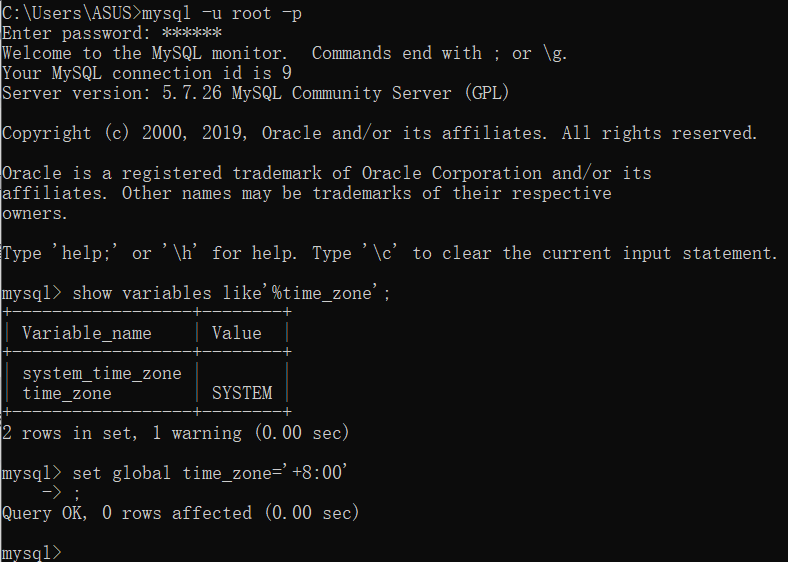 C:\Users\ASUS>mysql -u root -p
Enter password: ******
Welcome to the MySQL monitor.  Commands end with ; or \g.
Your MySQL connection id is 9
Server version: 5.7.26 MySQL Community Server (GPL)
Copyright (c) 2000, 2019, Oracle and/or its affiliates. All rights reserved.
Oracle is a registered trademark of Oracle Corporation and/or its
affiliates. Other names may be trademarks of their respective
owners.
Type 'help;' or '\h' for help. Type '\c' to clear the current input statement.
mysql> show variables like'%time_zone';
+------------------+--------+
| Variable_name    | Value  |
+------------------+--------+
| system_time_zone |        |
| time_zone        | SYSTEM |
+------------------+--------+
2 rows in set, 1 warning (0.00 sec)
mysql> set global time_zone='+8:00'
    -> ;
Query OK, 0 rows affected (0.00 sec)
mysql>